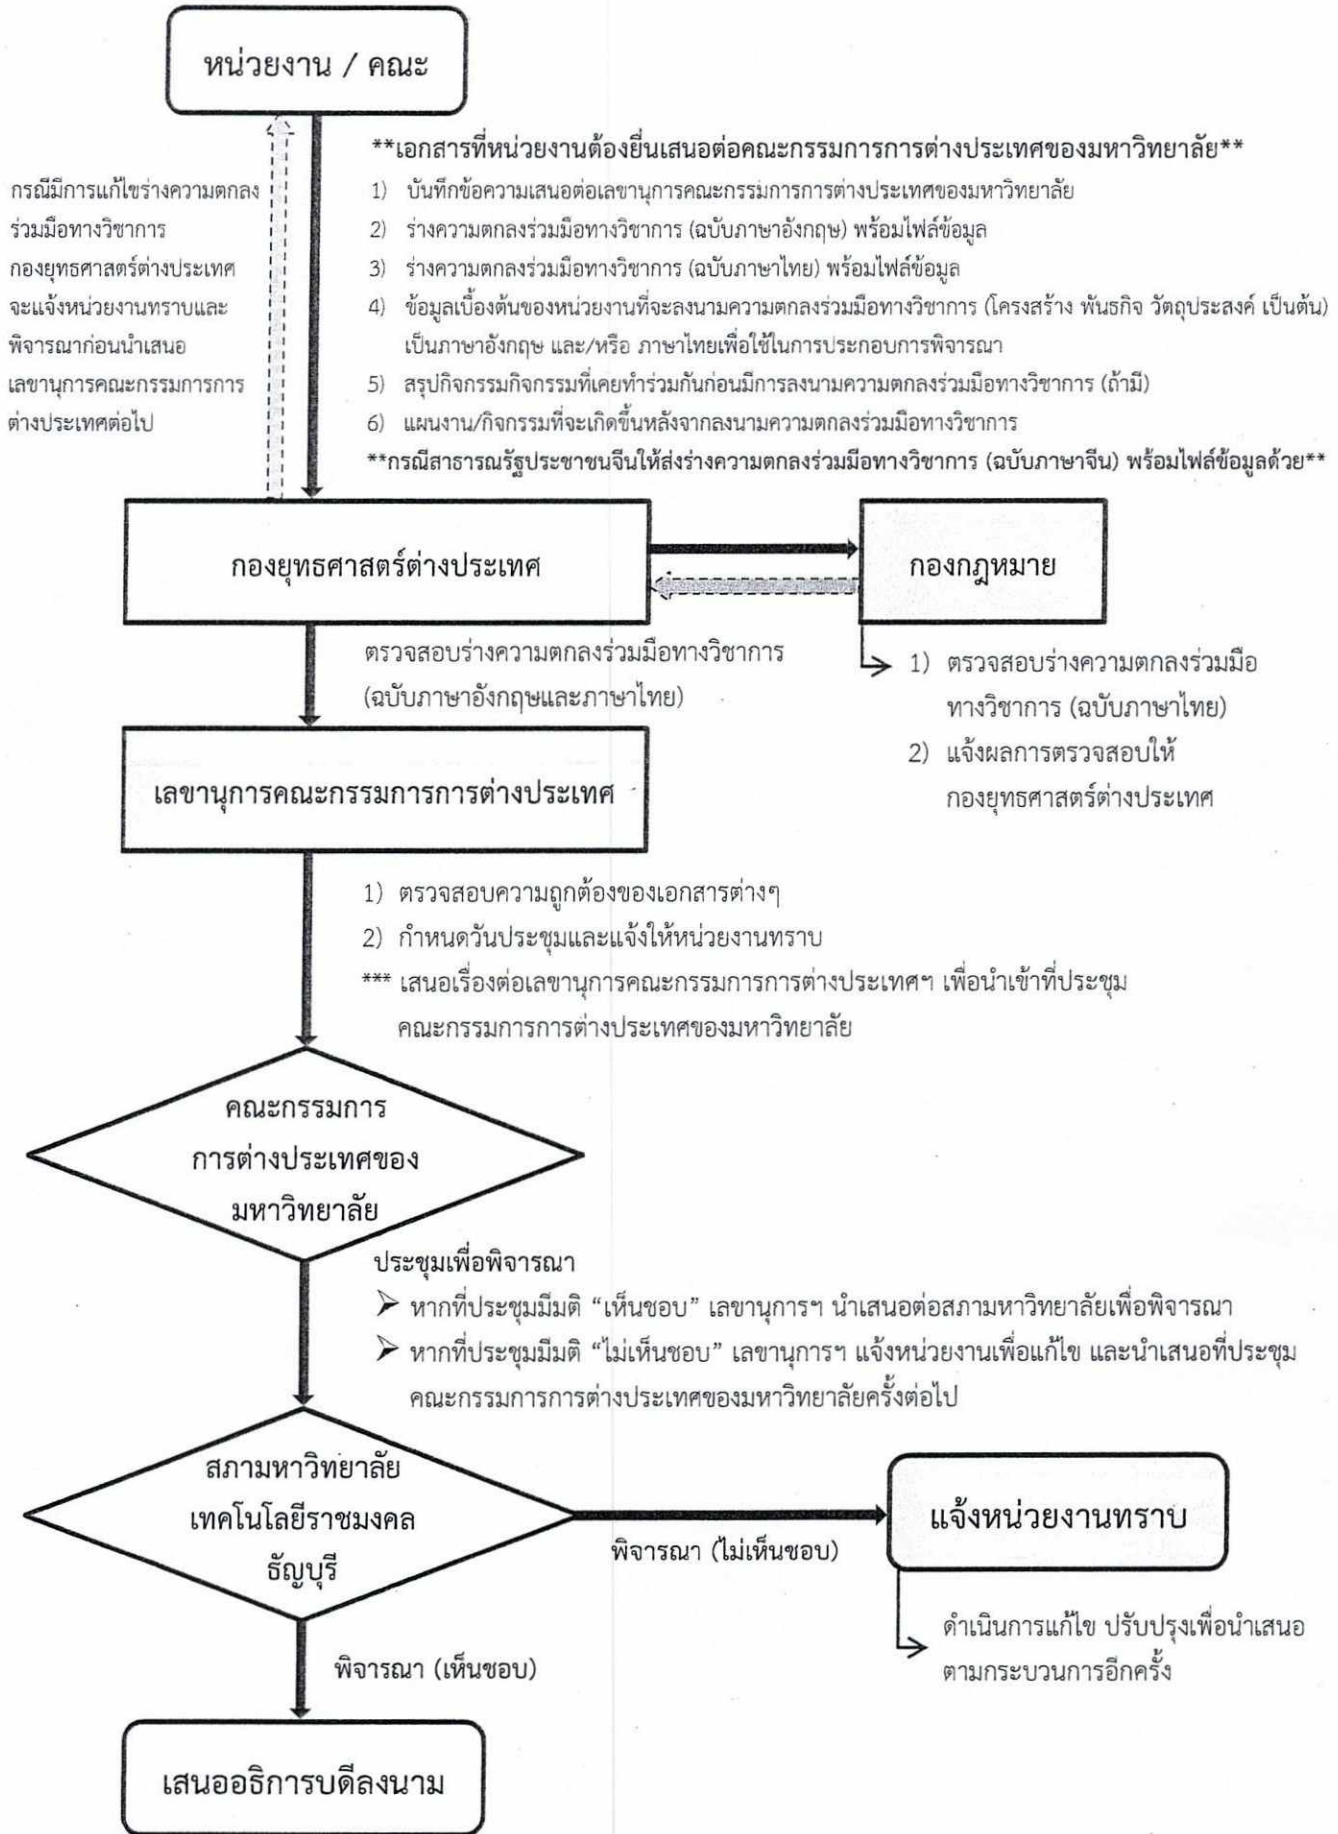 หน่วยงาน / คณะ
**เอกสารที่หน่วยงานต้องยื่นเสนอต่อคณะกรรมการการต่างประเทศของมหาวิทยาลัย**
1) บันทึกข้อความเสนอต่อเลขานุการคณะกรรมการการต่างประเทศของมหาวิทยาลัย
2) ร่างความตกลงร่วมมือทางวิชาการ (ฉบับภาษาอังกฤษ) พร้อมไฟล์ข้อมูล
3) ร่างความตกลงร่วมมือทางวิชาการ (ฉบับภาษาไทย) พร้อมไฟล์ข้อมูล
4) ข้อมูลเบื้องต้นของหน่วยงานที่จะลงนามความตกลงร่วมมือทางวิชาการ (โครงสร้าง พันธกิจ วัตถุประสงค์ เป็นต้น)
เป็นภาษาอังกฤษ และ/หรือ ภาษาไทยเพื่อใช้ในการประกอบการพิจารณา
5) สรุปกิจกรรมกิจกรรมที่เคยทำร่วมกันก่อนมีการลงนามความตกลงร่วมมือทางวิชาการ (ถ้ามี)
6) แผนงาน/กิจกรรมที่จะเกิดขึ้นหลังจากลงนามความตกลงร่วมมือทางวิชาการ
**กรณีสาธารณรัฐประชาชนจีนให้ส่งร่างความตกลงร่วมมือทางวิชาการ (ฉบับภาษาจีน) พร้อมไฟล์ข้อมูลด้วย**
กรณีมีการแก้ไขร่างความตกลง
ร่วมมือทางวิชาการ
กองยุทธศาสตร์ต่างประเทศ
จะแจ้งหน่วยงานทราบและ
พิจารณาก่อนนำเสนอ
เลขานุการคณะกรรมการการ
ต่างประเทศต่อไป
กองยุทธศาสตร์ต่างประเทศ
กองกฎหมาย
ตรวจสอบร่างความตกลงร่วมมือทางวิชาการ
(ฉบับภาษาอังกฤษและภาษาไทย)
1) ตรวจสอบร่างความตกลงร่วมมือ
ทางวิชาการ (ฉบับภาษาไทย)
2) แจ้งผลการตรวจสอบให้
กองยุทธศาสตร์ต่างประเทศ
เลขานุการคณะกรรมการการต่างประเทศ
1) ตรวจสอบความถูกต้องของเอกสารต่างๆ
2) กำหนดวันประชุมและแจ้งให้หน่วยงานทราบ
*** เสนอเรื่องต่อเลขานุการคณะกรรมการการต่างประเทศฯ เพื่อนำเข้าที่ประชุม
คณะกรรมการการต่างประเทศของมหาวิทยาลัย
คณะกรรมการ
การต่างประเทศของ
มหาวิทยาลัย
ประชุมเพื่อพิจารณา
➢ หากที่ประชุมมีมติ “เห็นชอบ” เลขานุการฯ นำเสนอต่อสภามหาวิทยาลัยเพื่อพิจารณา
➢ หากที่ประชุมมีมติ “ไม่เห็นชอบ” เลขานุการฯ แจ้งหน่วยงานเพื่อแก้ไข และนำเสนอที่ประชุม
คณะกรรมการการต่างประเทศของมหาวิทยาลัยครั้งต่อไป
สภามหาวิทยาลัย
เทคโนโลยีราชมงคล
ธัญบุรี
พิจารณา (ไม่เห็นชอบ)
แจ้งหน่วยงานทราบ
ดำเนินการแก้ไข ปรับปรุงเพื่อนำเสนอ
ตามกระบวนการอีกครั้ง
พิจารณา (เห็นชอบ)
เสนออธิการบดีลงนาม